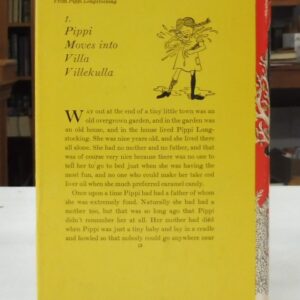 From Pippi Longstocking
1.
Pippi
Moves into
Villa
Villekulla
WAY out at the end of a tiny little town was an
old overgrown garden, and in the garden was
an old house, and in the house lived Pippi Long-
stocking. She was nine years old, and she lived there
all alone. She had no mother and no father, and that
was of course very nice because there was no one to
tell her to go to bed just when she was having the
most fun, and no one who could make her take cod
liver oil when she much preferred caramel candy.
Once upon a time Pippi had had a father of whom
she was extremely fond. Naturally she had had a
mother too, but that was so long ago that Pippi
didn't remember her at all. Her mother had died
when Pippi was just a tiny baby and lay in a cradle
and howled so that nobody could go anywhere near